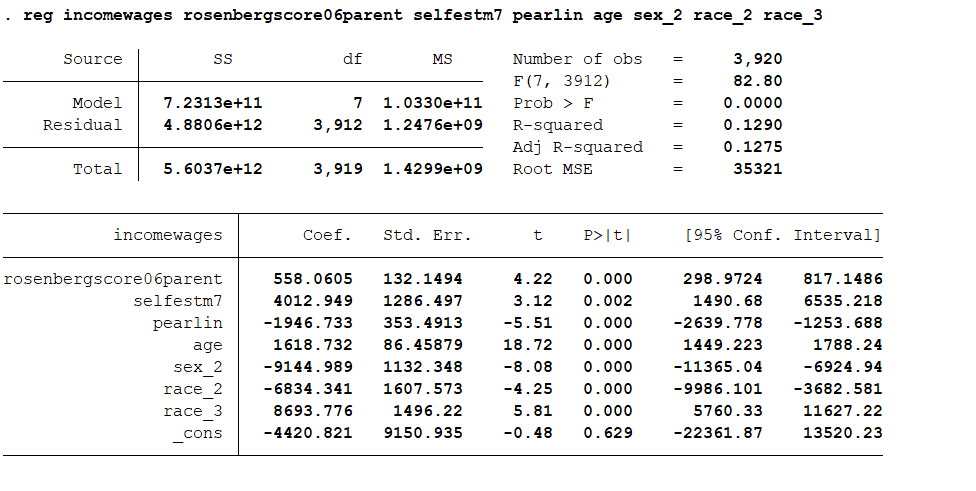 . reg incomewages rosenbergscore06parent selfestm7 pearlin age sex_2 race_2 race_3
Source SS df MS Number of obs = 3,920
F(7, 3912) = 82.80
Model 7.2313e+11 7 1.0330e+11 Prob > F = 0.0000
Residual 4.8806e+12 3,912 1.2476e+09 R-squared = 0.1290
Adj R-squared = 0.1275
Total 5.6037e+12 3,919 1.4299e+09 Root MSE = 35321
incomewages Coef. Std. Err. t P>|t| [95% Conf. Interval]
rosenbergscore06parent 558.0605 132.1494 4.22 0.000 298.9724 817.1486
selfestm7 4012.949 1286.497 3.12 0.002 1490.68 6535.218
pearlin -1946.733 353.4913 -5.51 0.000 -2639.778 -1253.688
age 1618.732 86.45879 18.72 0.000 1449.223 1788.24
sex_2 -9144.989 1132.348 -8.08 0.000 -11365.04 -6924.94
race_2 -6834.341 1607.573 -4.25 0.000 -9986.101 -3682.581
race_3 8693.776 1496.22 5.81 0.000 5760.33 11627.22
_cons -4420.821 9150.935 -0.48 0.629 -22361.87 13520.23